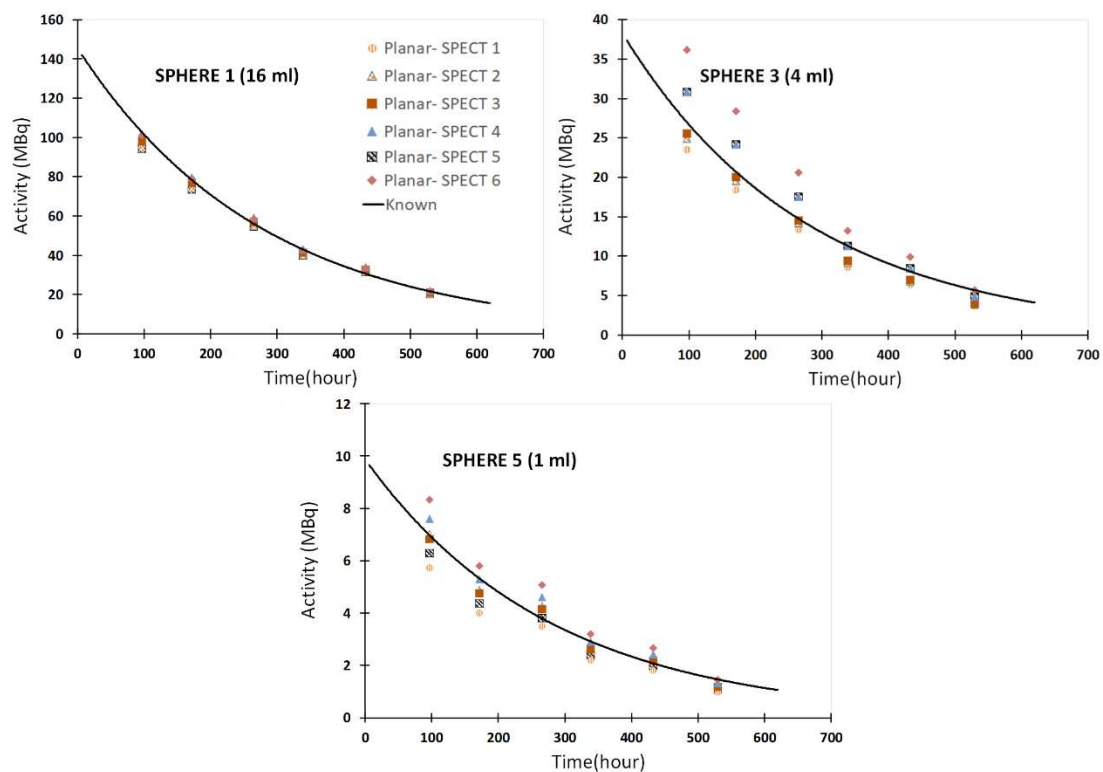 160
140
120
100
80
60
40
20
0
Activity (MBq)
SPHERE 1 (16 ml)
Planar- SPECT 1
Planar- SPECT 2
Planar- SPECT 3
Planar- SPECT 4
Planar- SPECT 5
Planar- SPECT 6
Known
0 100 200 300 400 500 600 700
Time(hour)
40
35
30
25
20
15
10
5
0
Activity (MBq)
SPHERE 3 (4 ml)
0 100 200 300 400 500 600 700
Time(hour)
12
10
8
6
4
2
0
Activity (MBq)
SPHERE 5 (1 ml)
0 100 200 300 400 500 600 700
Time(hour)